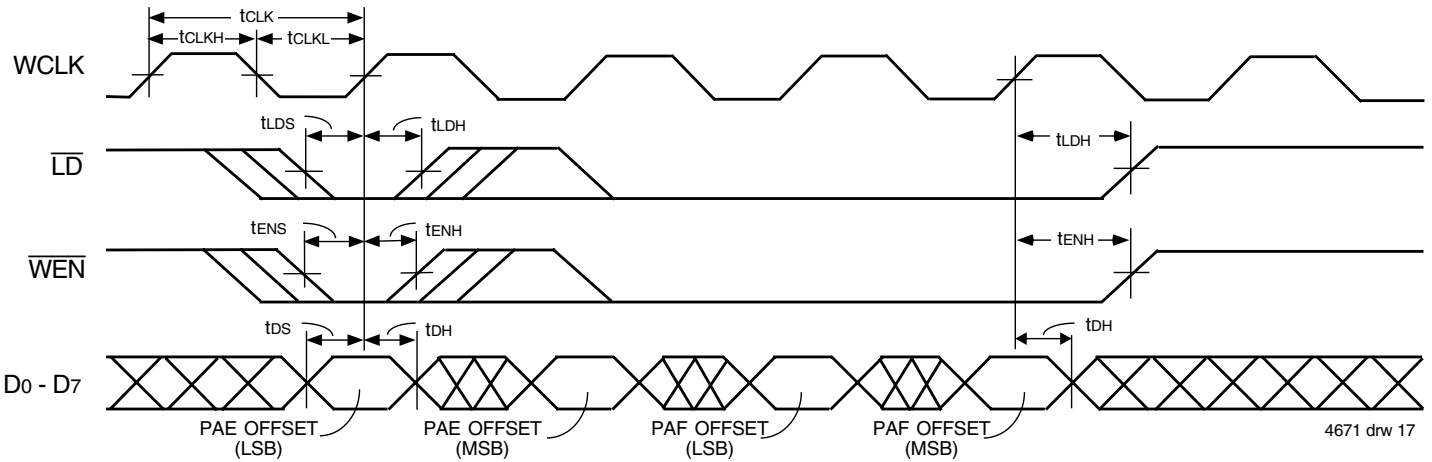 tCLK
tCLKH
tCLKL
WCLK
tLDS
tLDH
tLDH
LD
tENS
tENH
tENH
WEN
tDS
tDH
tDH
D0 - D7
PAE OFFSET
(LSB)
PAE OFFSET
(MSB)
PAF OFFSET
(LSB)
PAF OFFSET
(MSB)
4671 drw 17